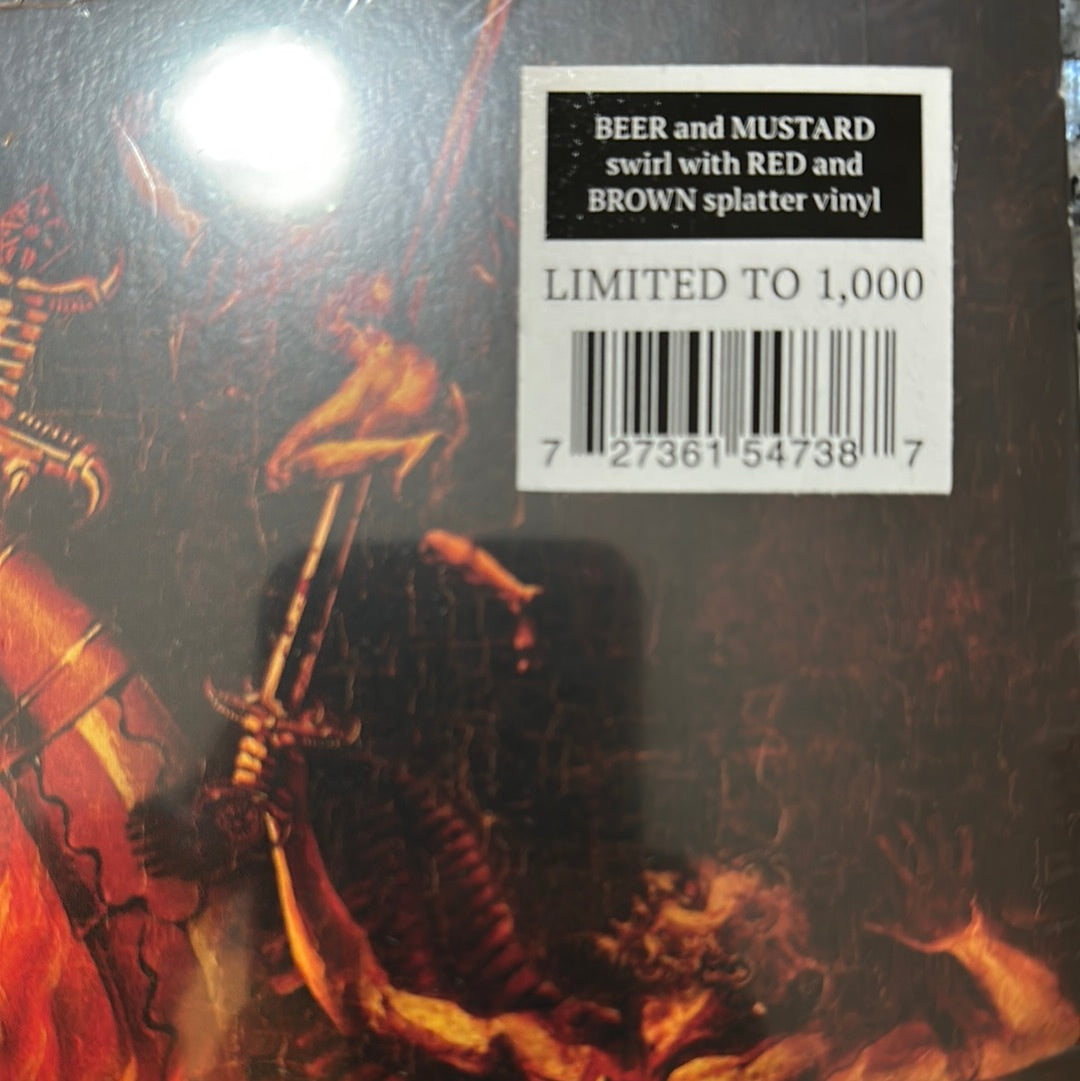 BEER and MUSTARD
swirl with RED and
BROWN splatter vinyl
LIMITED TO 1,000
7 27361 54738 7